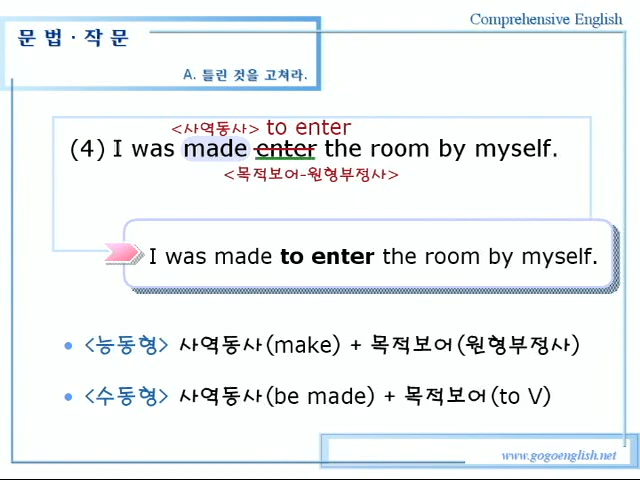 Comprehensive English
문 법 · 작 문
A. 틀린 것을 고쳐라.
<사역동사> to enter
(4) I was made enter the room by myself.
<목적보어-원형부정사>
I was made to enter the room by myself.
• <능동형> 사역동사(make) + 목적보어(원형부정사)
• <수동형> 사역동사(be made) + 목적보어(to V)
www.gogoenglish.net